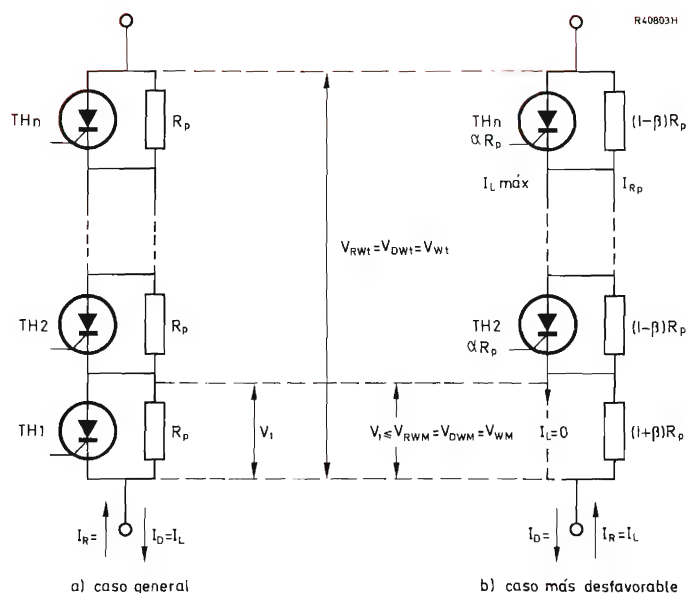 R40803H
THn
Rp
THn
αRp
(1-β)Rp
IL máx
IRp
VRWt=VDWt=VWt
TH2
Rp
TH2
αRp
(1-β)Rp
TH1
Rp
V1
V1≤VRWM=VDWM=VWM
IL=0
(1+β)Rp
IR=
ID=IL
ID=
IR=IL
a) caso general
b) caso más desfavorable